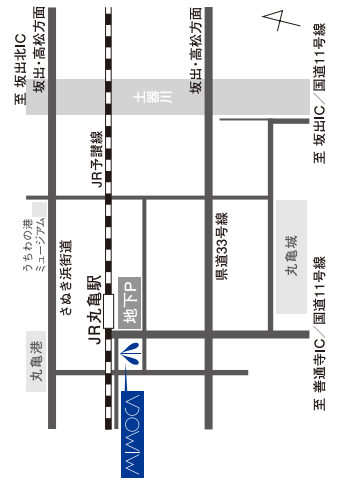 至 坂出北IC
坂出・高松方面
坂出・高松方面
至 坂出IC／国道11号線
土器川
JR予讃線
うちわの港
ミュージアム
さぬき浜街道
県道33号線
丸亀城
JR丸亀駅
地下P
丸亀港
至 善通寺IC／国道11号線
MIMOCA